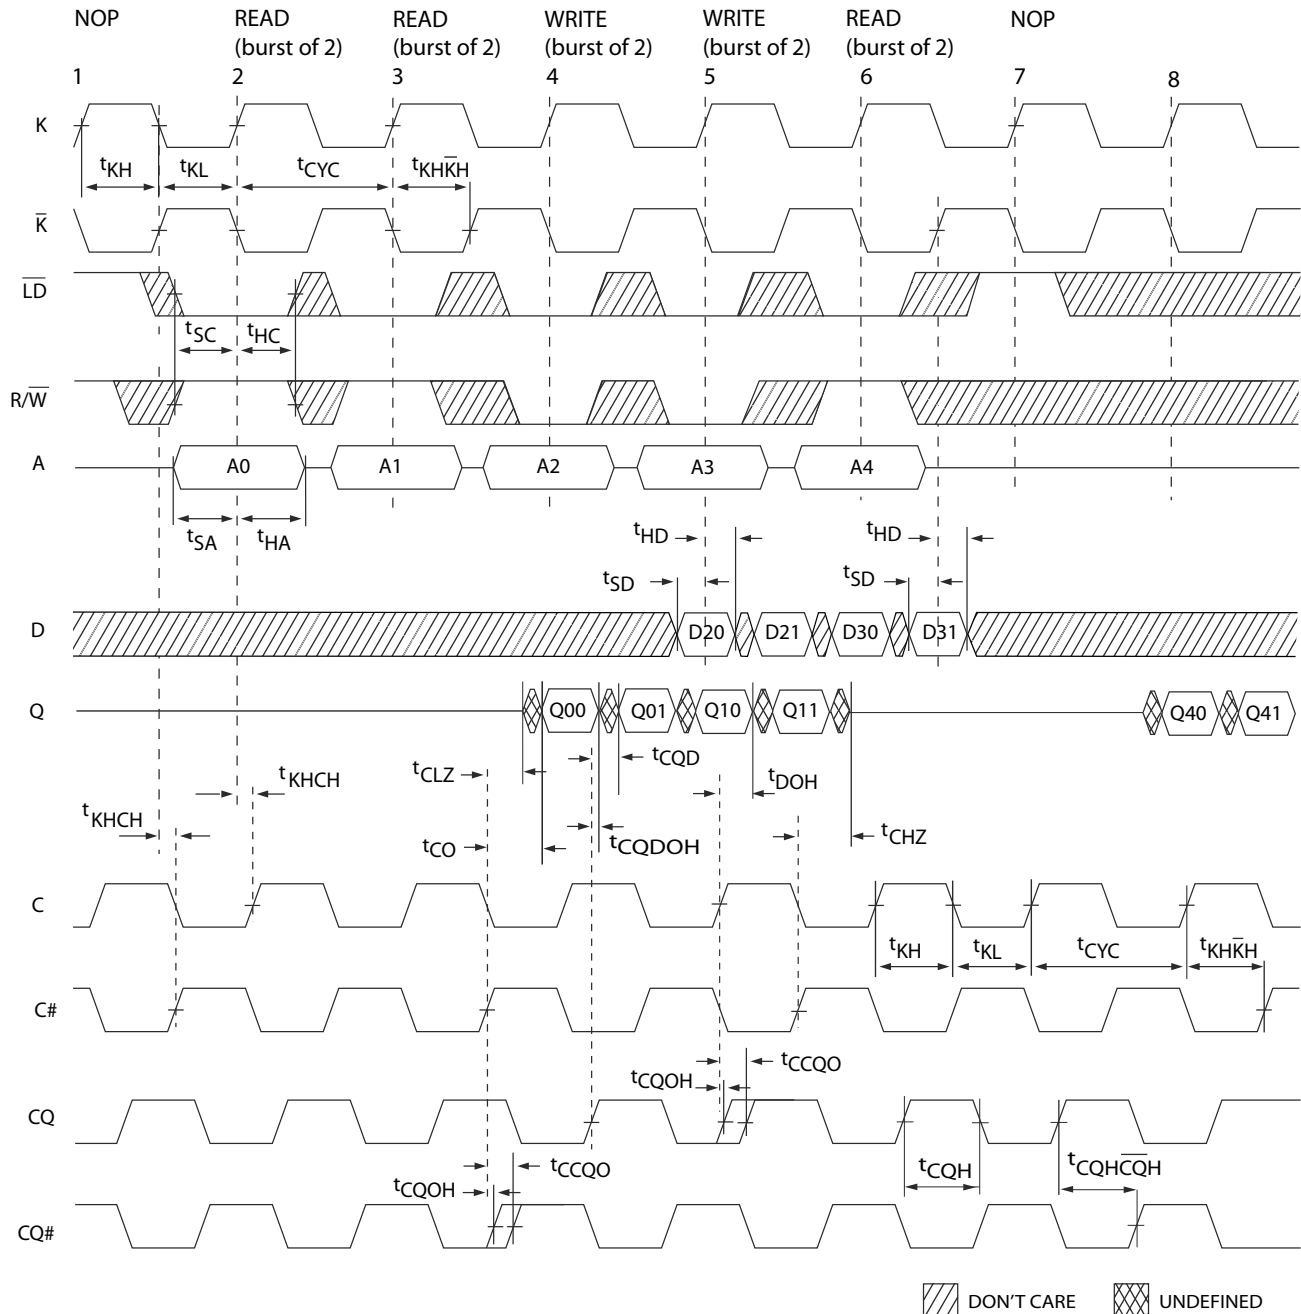 NOP READ READ WRITE WRITE READ NOP
(burst of 2) (burst of 2) (burst of 2) (burst of 2) (burst of 2)
1 2 3 4 5 6 7 8
K
tKH tKL tCYC tKHK̅H
K̅
L̅D̅
tSC tHC
R/W̅
A A0 A1 A2 A3 A4
tSA tHA tHD tHD
tSD tSD
D D20 D21 D30 D31
Q Q00 Q01 Q10 Q11 Q40 Q41
tCQD
tKHCH tCLZ tDOH
tKHCH tCO tCQDOH tCHZ
C
tKH tKL tCYC tKHK̅H
C#
tCCQO
tCQOH
CQ
tCCQO tCQH tCQHC̅Q̅H
tCQOH
CQ#
DON'T CARE UNDEFINED